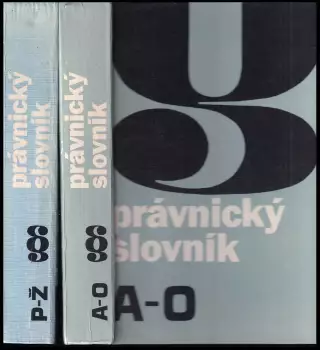 právnický
slovník
§
P-Ž
právnický
slovník
§
A-O
§
právnický
slovník
A-O